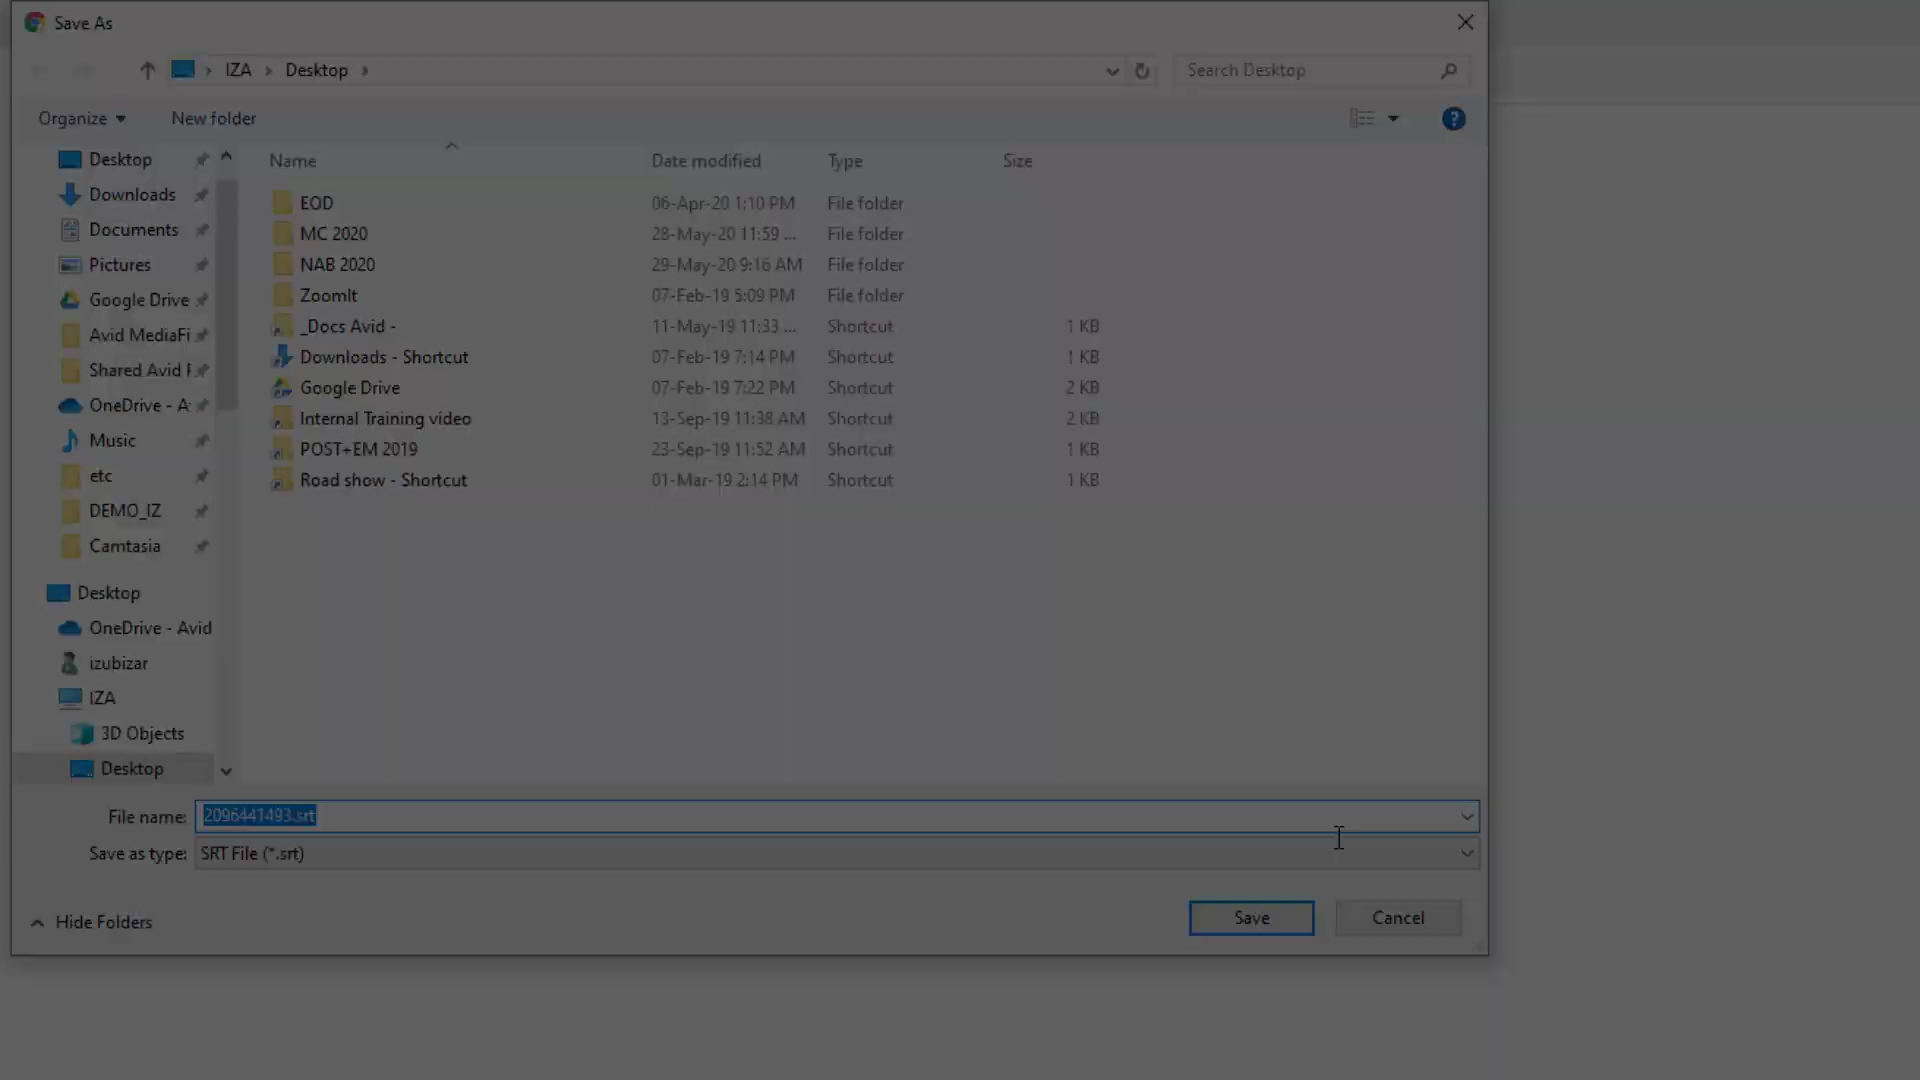 Save As
IZA
Desktop
Search Desktop
Organize
New folder
Name
Date modified
Type
Size
Desktop
Downloads
Documents
Pictures
Google Drive
Avid MediaFi
Shared Avid F
OneDrive - A
Music
etc
DEMO_IZ
Camtasia
Desktop
OneDrive - Avid
izubizar
IZA
3D Objects
Desktop
EOD 06-Apr-20 1:10 PM File folder
MC 2020 28-May-20 11:59 ... File folder
NAB 2020 29-May-20 9:16 AM File folder
ZoomIt 07-Feb-19 5:09 PM File folder
_Docs Avid - 11-May-19 11:33 ... Shortcut 1 KB
Downloads - Shortcut 07-Feb-19 7:14 PM Shortcut 1 KB
Google Drive 07-Feb-19 7:22 PM Shortcut 2 KB
Internal Training video 13-Sep-19 11:38 AM Shortcut 2 KB
POST+EM 2019 23-Sep-19 11:52 AM Shortcut 1 KB
Road show - Shortcut 01-Mar-19 2:14 PM Shortcut 1 KB
File name: 2096441493.srt
Save as type: SRT File (*.srt)
Hide Folders
Save
Cancel